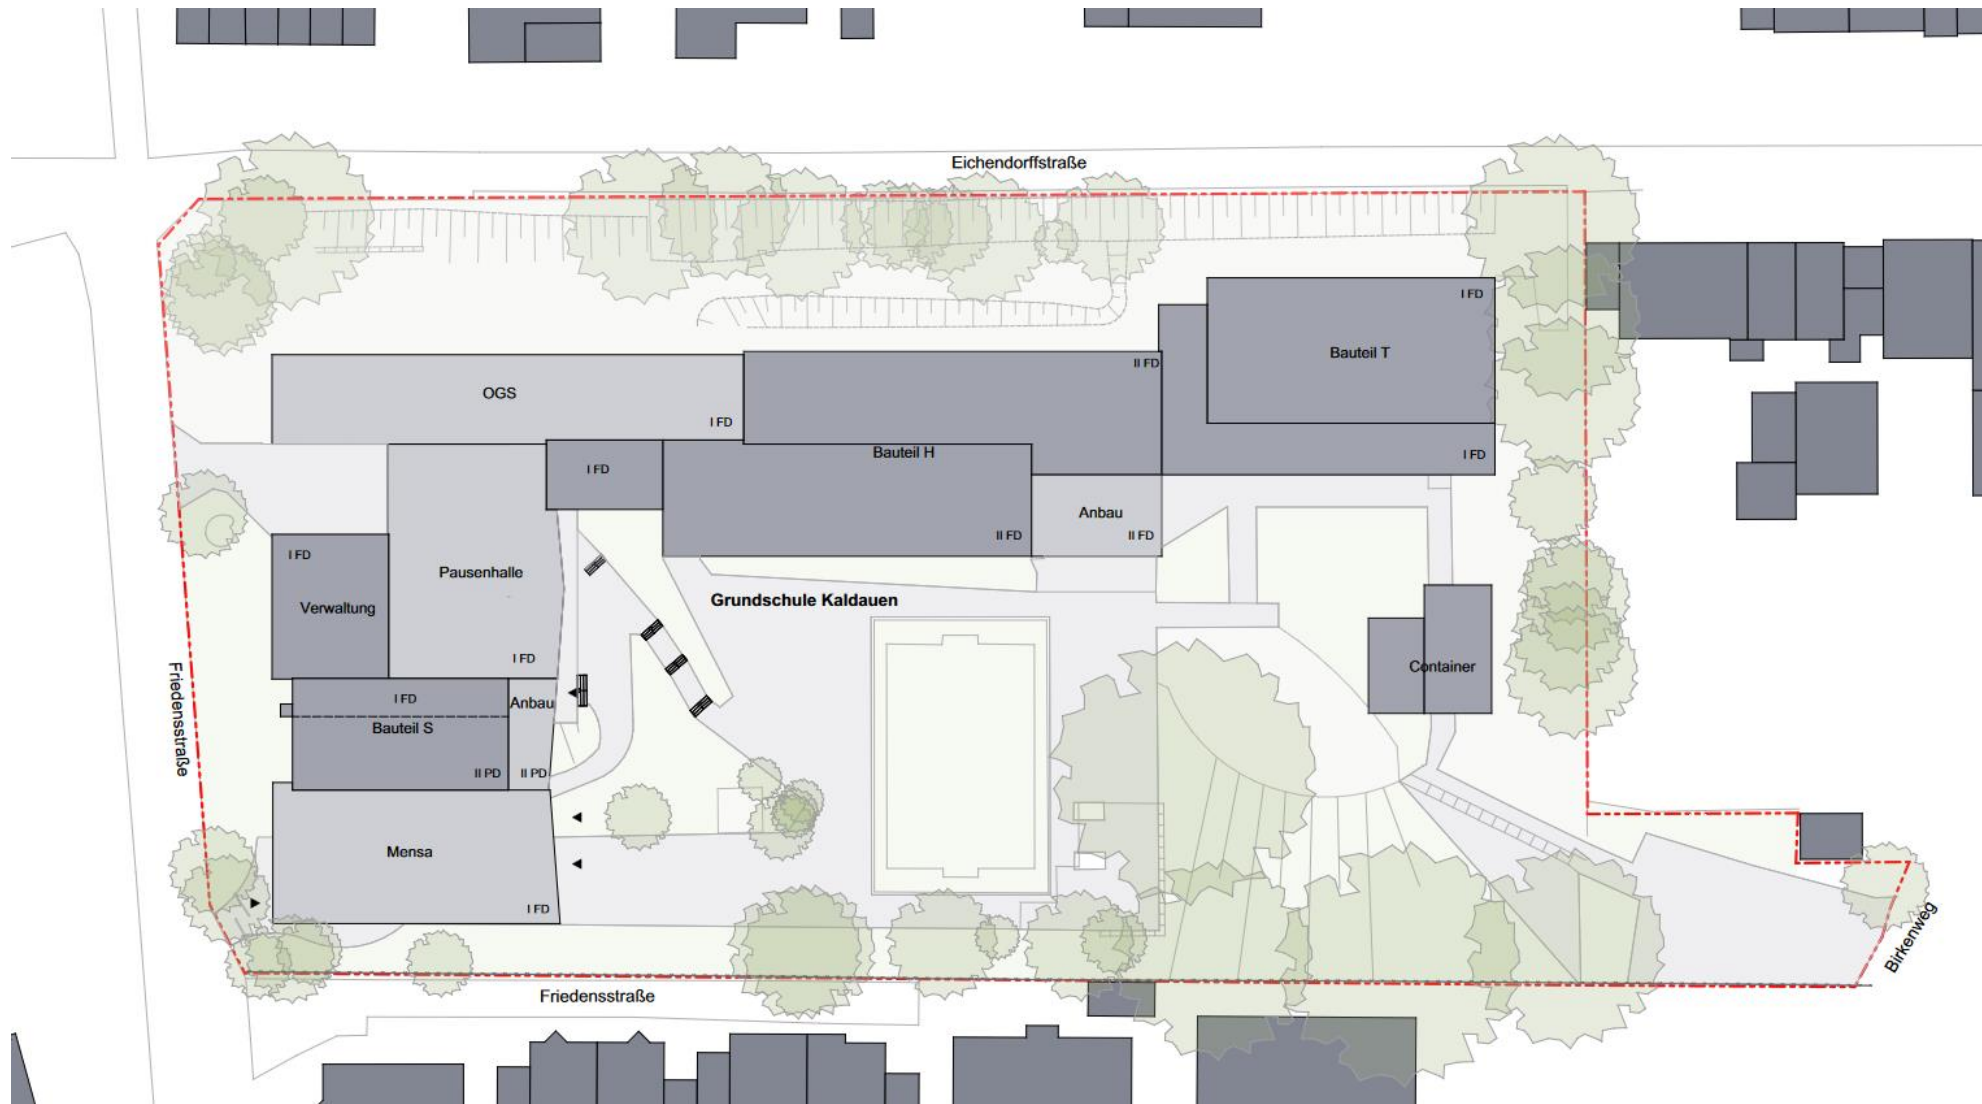 Eichendorffstraße
I FD
Bauteil T
II FD
OGS
I FD
Bauteil H
I FD
I FD
Anbau
II FD
II FD
I FD
Pausenhalle
Verwaltung
Grundschule Kaldauen
I FD
Container
Friedensstraße
I FD
Anbau
Bauteil S
II PD
II PD
Mensa
I FD
Birkenweg
Friedensstraße